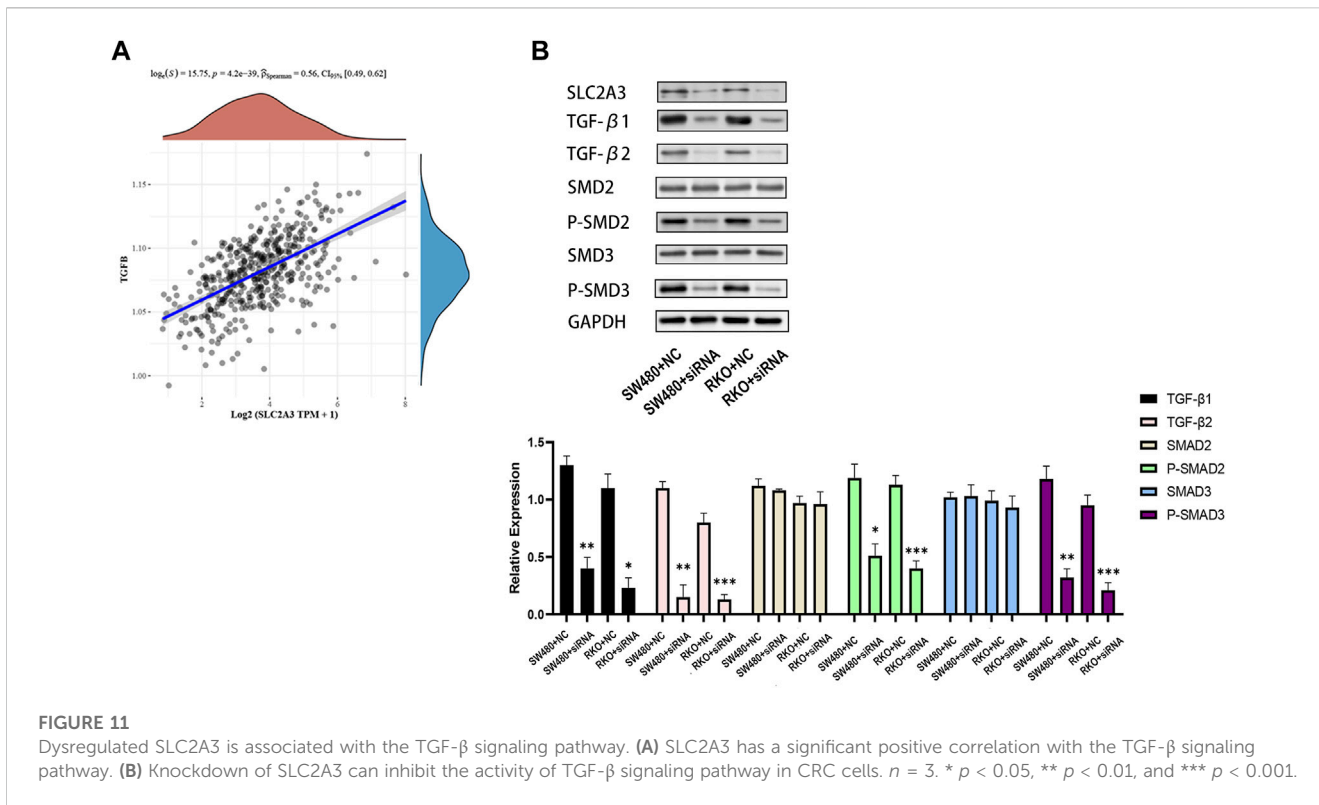 A
logₑ(S) = 15.75, p = 4.2e−39, ρ̂Spearman = 0.56, CI95% [0.49, 0.62]
1.15
1.10
1.05
1.00
TGFB
2 4 6 8
Log2 (SLC2A3 TPM + 1)
B
SLC2A3
TGF-β1
TGF-β2
SMD2
P-SMD2
SMD3
P-SMD3
GAPDH
SW480+NC
SW480+siRNA
RKO+NC
RKO+siRNA
TGF-β1
TGF-β2
SMAD2
P-SMAD2
SMAD3
P-SMAD3
Relative Expression
1.5
1.0
0.5
0.0
** * ** *** * *** ** ***
SW480+NC
SW480+siRNA
RKO+NC
RKO+siRNA
SW480+NC
SW480+siRNA
RKO+NC
RKO+siRNA
SW480+NC
SW480+siRNA
RKO+NC
RKO+siRNA
SW480+NC
SW480+siRNA
RKO+NC
RKO+siRNA
SW480+NC
SW480+siRNA
RKO+NC
RKO+siRNA
SW480+NC
SW480+siRNA
RKO+NC
RKO+siRNA
FIGURE 11
Dysregulated SLC2A3 is associated with the TGF-β signaling pathway. (A) SLC2A3 has a significant positive correlation with the TGF-β signaling
pathway. (B) Knockdown of SLC2A3 can inhibit the activity of TGF-β signaling pathway in CRC cells. n = 3. * p < 0.05, ** p < 0.01, and *** p < 0.001.